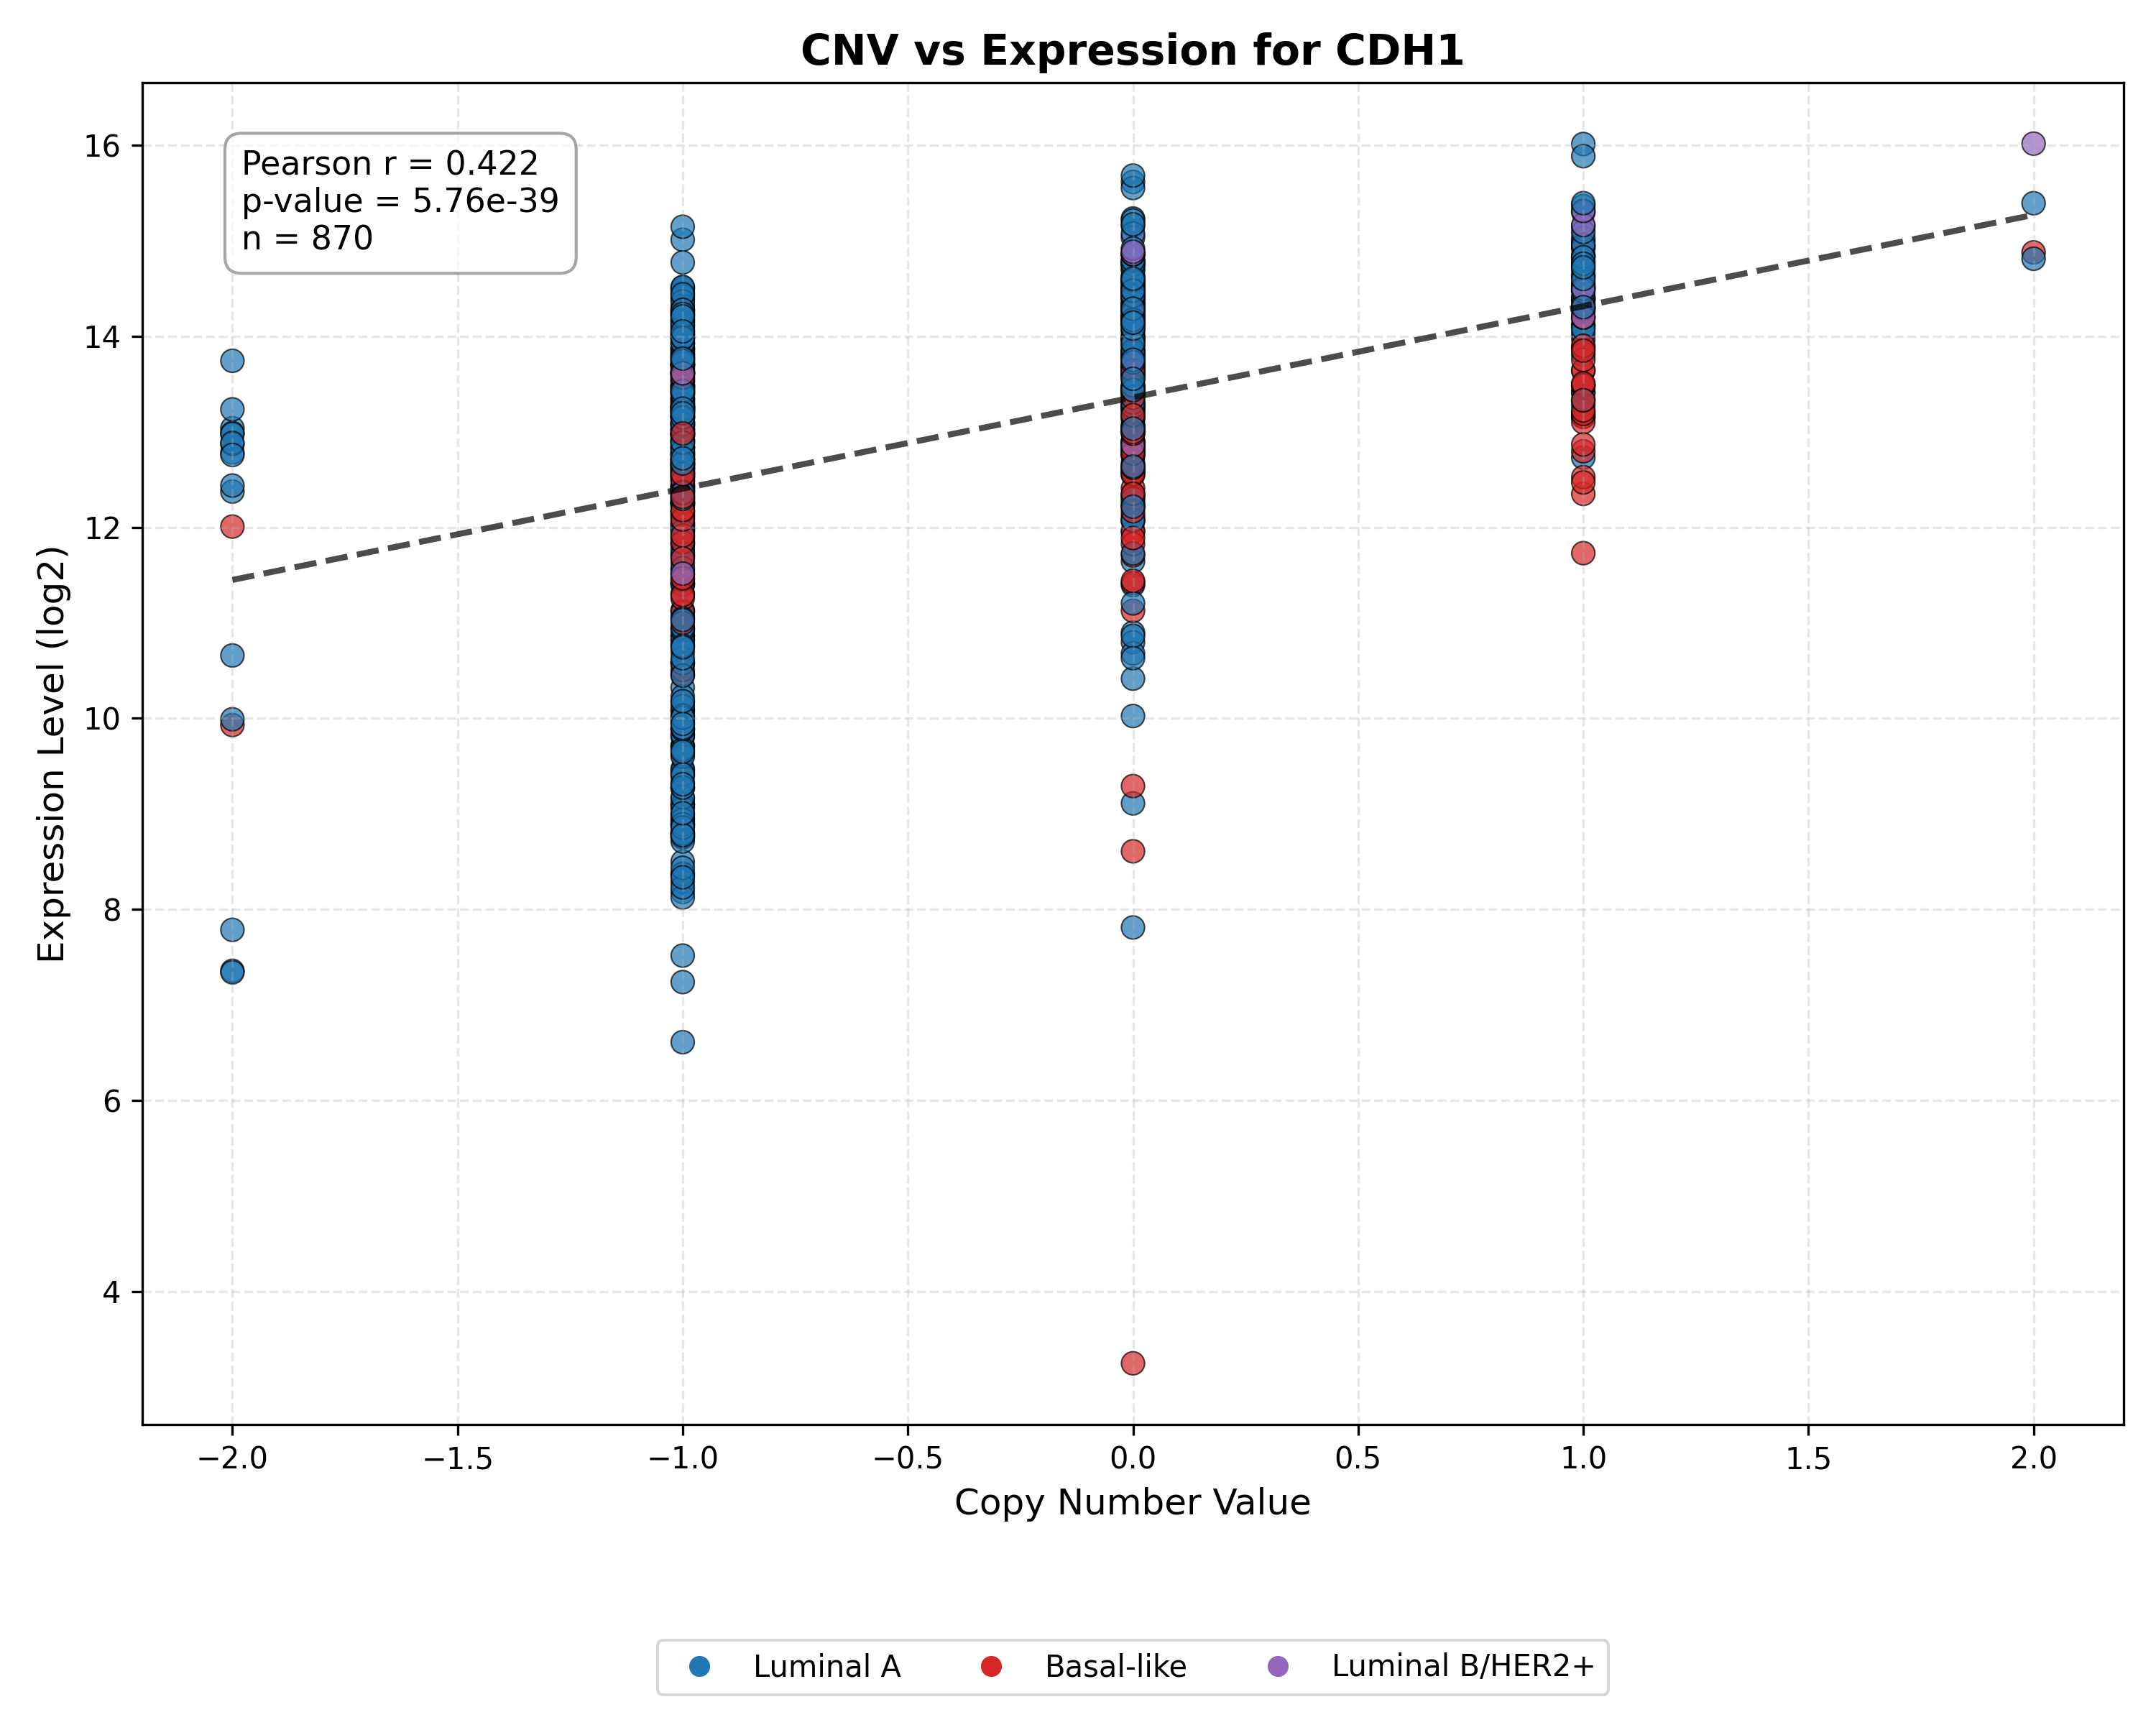 CNV vs Expression for CDH1
Pearson r = 0.422
p-value = 5.76e-39
n = 870
16
14
12
10
8
6
4
Expression Level (log2)
−2.0 −1.5 −1.0 −0.5 0.0 0.5 1.0 1.5 2.0
Copy Number Value
Luminal A Basal-like Luminal B/HER2+